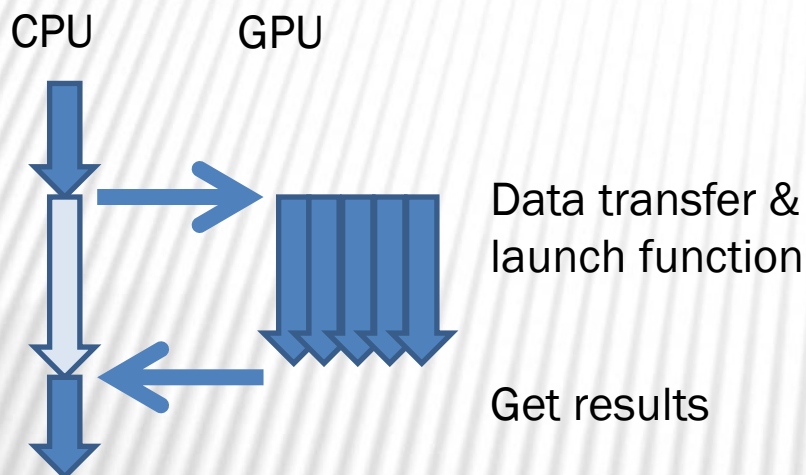 CPU
GPU
Data transfer &
launch function
Get results